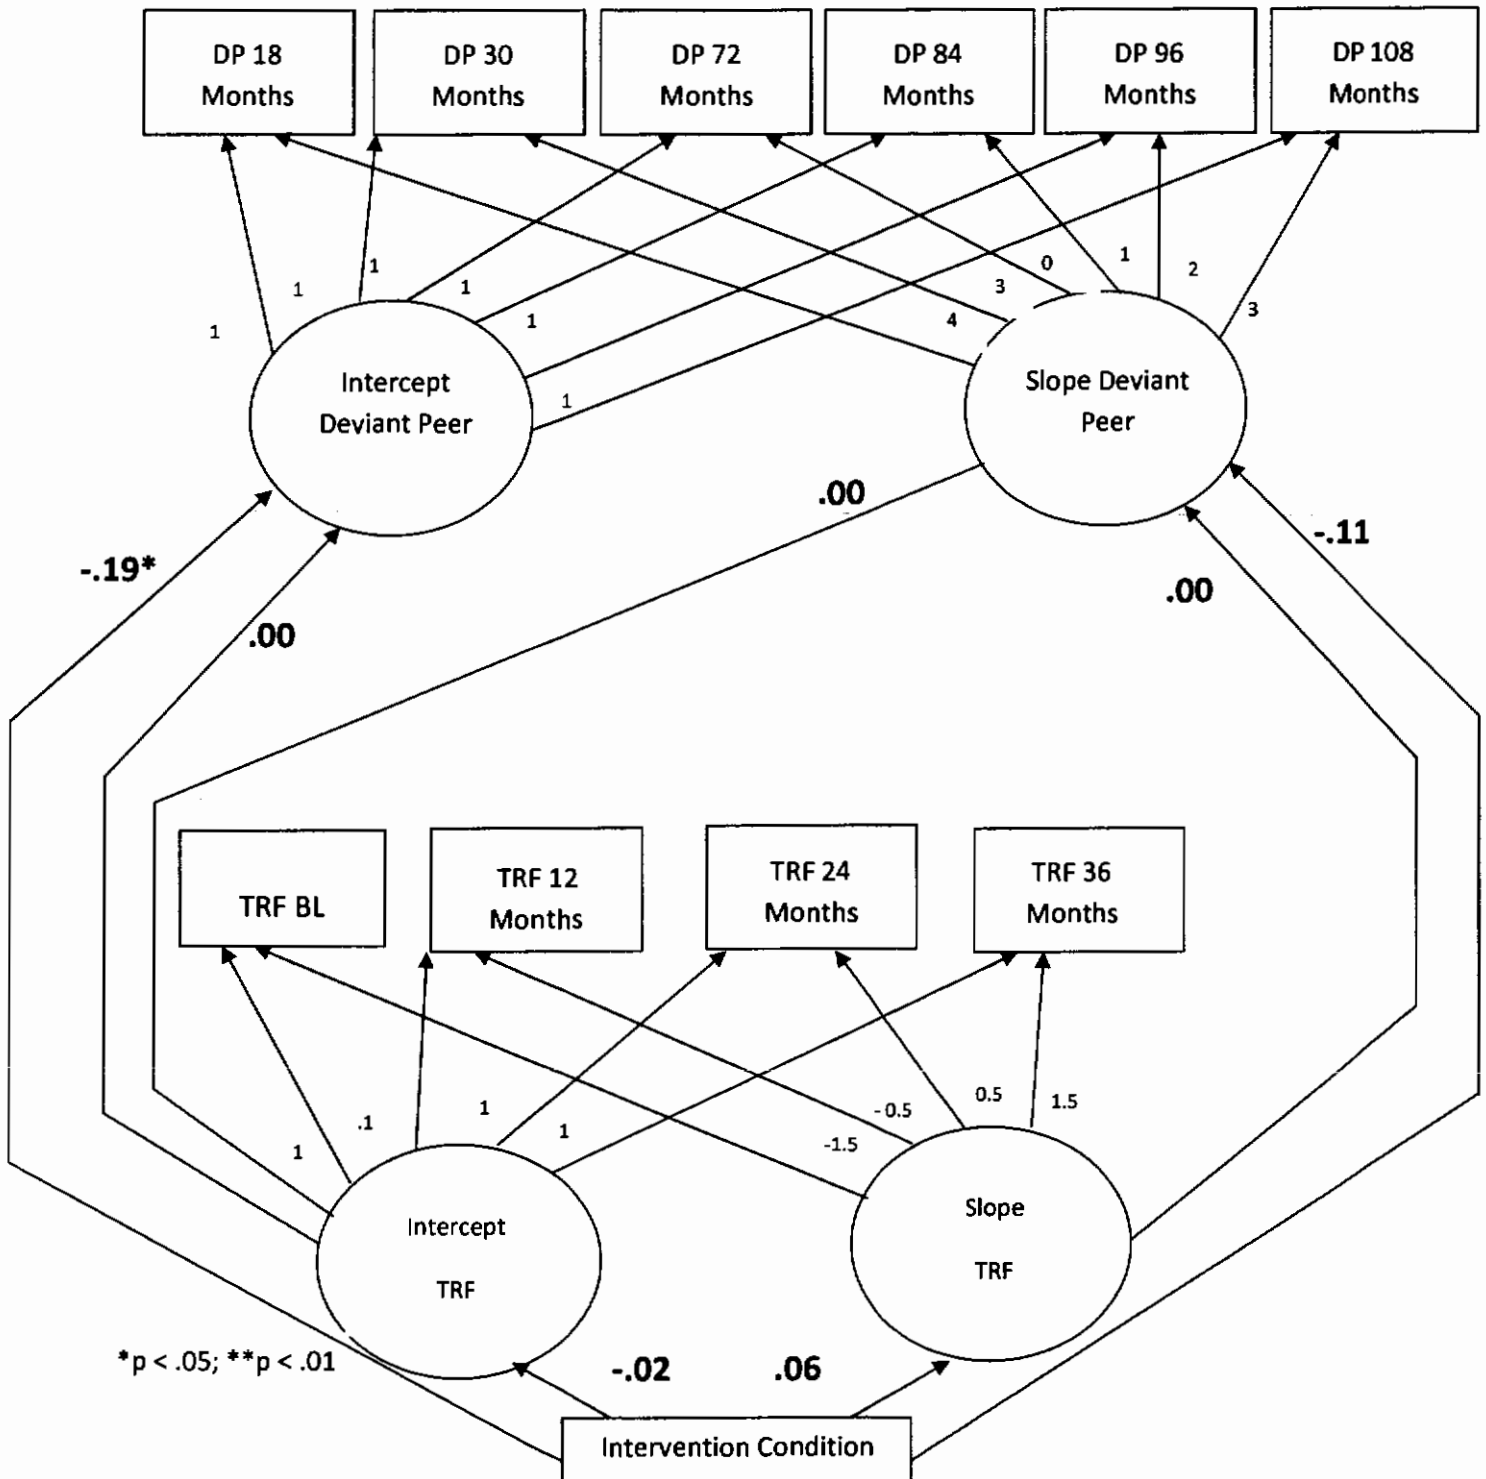 DP 18
Months
DP 30
Months
DP 72
Months
DP 84
Months
DP 96
Months
DP 108
Months
1
1
1
1
1
1
4
3
0
1
2
3
Intercept
Deviant Peer
Slope Deviant
Peer
-.19*
.00
.00
.00
-.11
TRF BL
TRF 12
Months
TRF 24
Months
TRF 36
Months
1
.1
1
1
-1.5
- 0.5
0.5
1.5
Intercept
TRF
Slope
TRF
*p < .05; **p < .01
-.02
.06
Intervention Condition